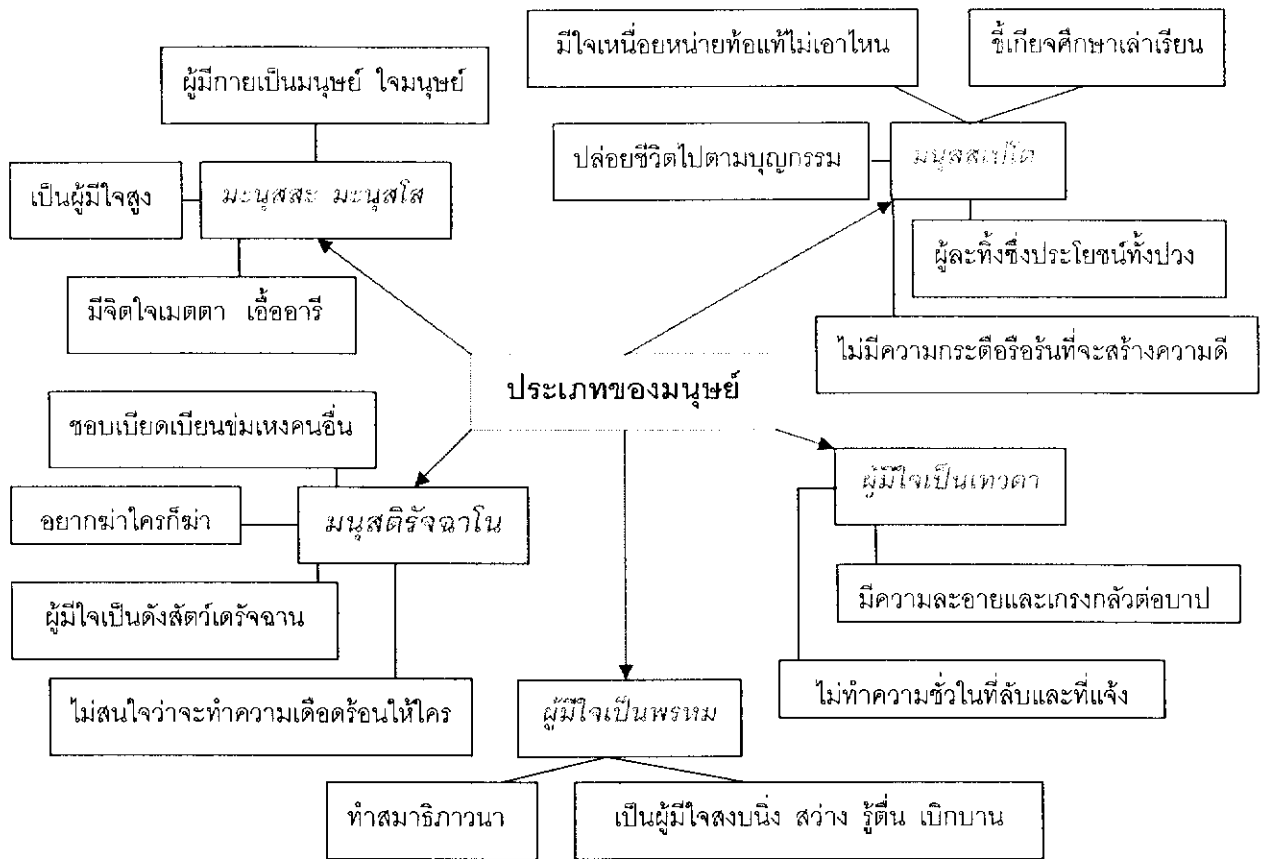 มีใจเหนื่อยหน่ายท้อแท้ไม่เอาไหน
ขี้เกียจศึกษาเล่าเรียน
ผู้มีกายเป็นมนุษย์ ใจมนุษย์
ปล่อยชีวิตไปตามบุญกรรม
มนุสสเปโต
เป็นผู้มีใจสูง
มะนุสสะ มะนุสโส
ผู้ละทิ้งซึ่งประโยชน์ทั้งปวง
มีจิตใจเมตตา เอื้ออารี
ไม่มีความกระตือรือร้นที่จะสร้างความดี
ประเภทของมนุษย์
ชอบเบียดเบียนข่มเหงคนอื่น
ผู้มีใจเป็นเทวดา
อยากฆ่าใครก็ฆ่า
มนุสติรัจฉาโน
มีความละอายและเกรงกลัวต่อบาป
ผู้มีใจเป็นดังสัตว์เดรัจฉาน
ไม่ทำความชั่วในที่ลับและที่แจ้ง
ไม่สนใจว่าจะทำความเดือดร้อนให้ใคร
ผู้มีใจเป็นพรหม
ทำสมาธิภาวนา
เป็นผู้มีใจสงบนิ่ง สว่าง รู้ตื่น เบิกบาน